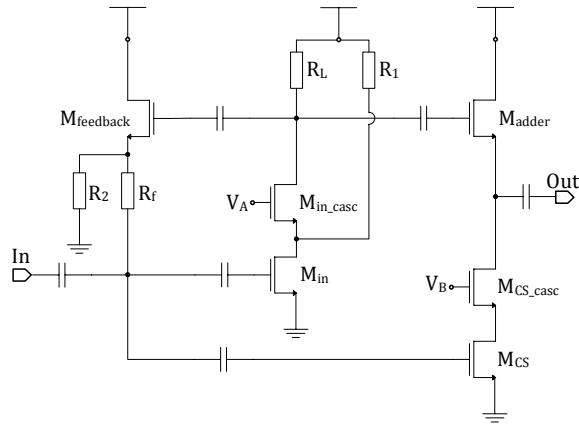 R_L
R_1
M_feedback
M_adder
R_2
R_f
V_A
M_in_casc
Out
In
M_in
V_B
M_CS_casc
M_CS